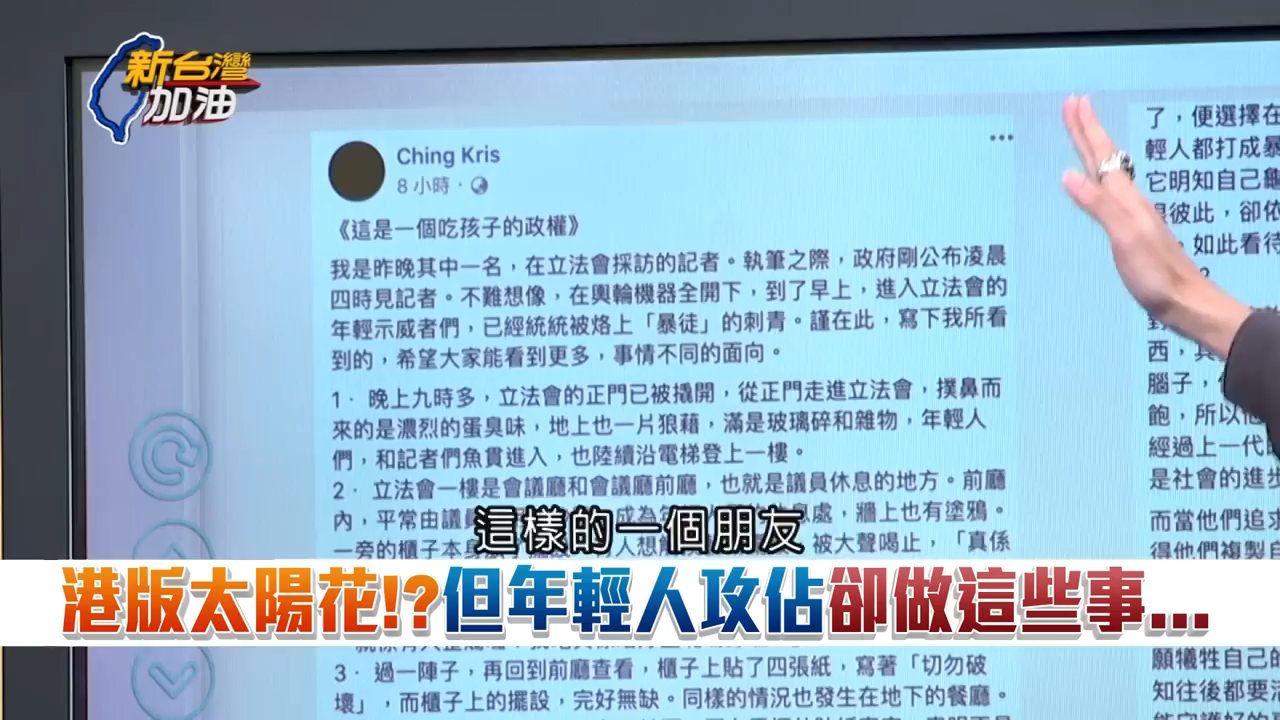 新台灣
加油
Ching Kris
8 小時
《這是一個吃孩子的政權》
我是昨晚其中一名，在立法會採訪的記者。執筆之際，政府剛公布凌晨
四時見記者。不難想像，在輿輪機器全開下，到了早上，進入立法會的
年輕示威者們，已經統統被烙上「暴徒」的刺青。謹在此，寫下我所看
到的，希望大家能看到更多，事情不同的面向。
1． 晚上九時多，立法會的正門已被撬開，從正門走進立法會，撲鼻而
來的是濃烈的蛋臭味，地上也一片狼藉，滿是玻璃碎和雜物，年輕人
們，和記者們魚貫進入，也陸續沿電梯登上一樓。
2． 立法會一樓是會議廳和會議廳前廳，也就是議員休息的地方。前廳
內，平常由議 成為 息處，牆上也有塗鴉。
一旁的櫃子本 被大聲喝止，「真係
3． 過一陣子，再回到前廳查看，櫃子上貼了四張紙，寫著「切勿破
壞」，而櫃子上的擺設，完好無缺。同樣的情況也發生在地下的餐廳。
了，便選擇在
輕人都打成暴
它明知自己
彼此，卻依
。如此看待
西，
腦子，
飽，所以
經過上一代
是社會的進步
而當他們追求
得他們複製自
願犧牲自己的
知往後都要
這樣的一個朋友
港版太陽花!?但年輕人攻佔卻做這些事...